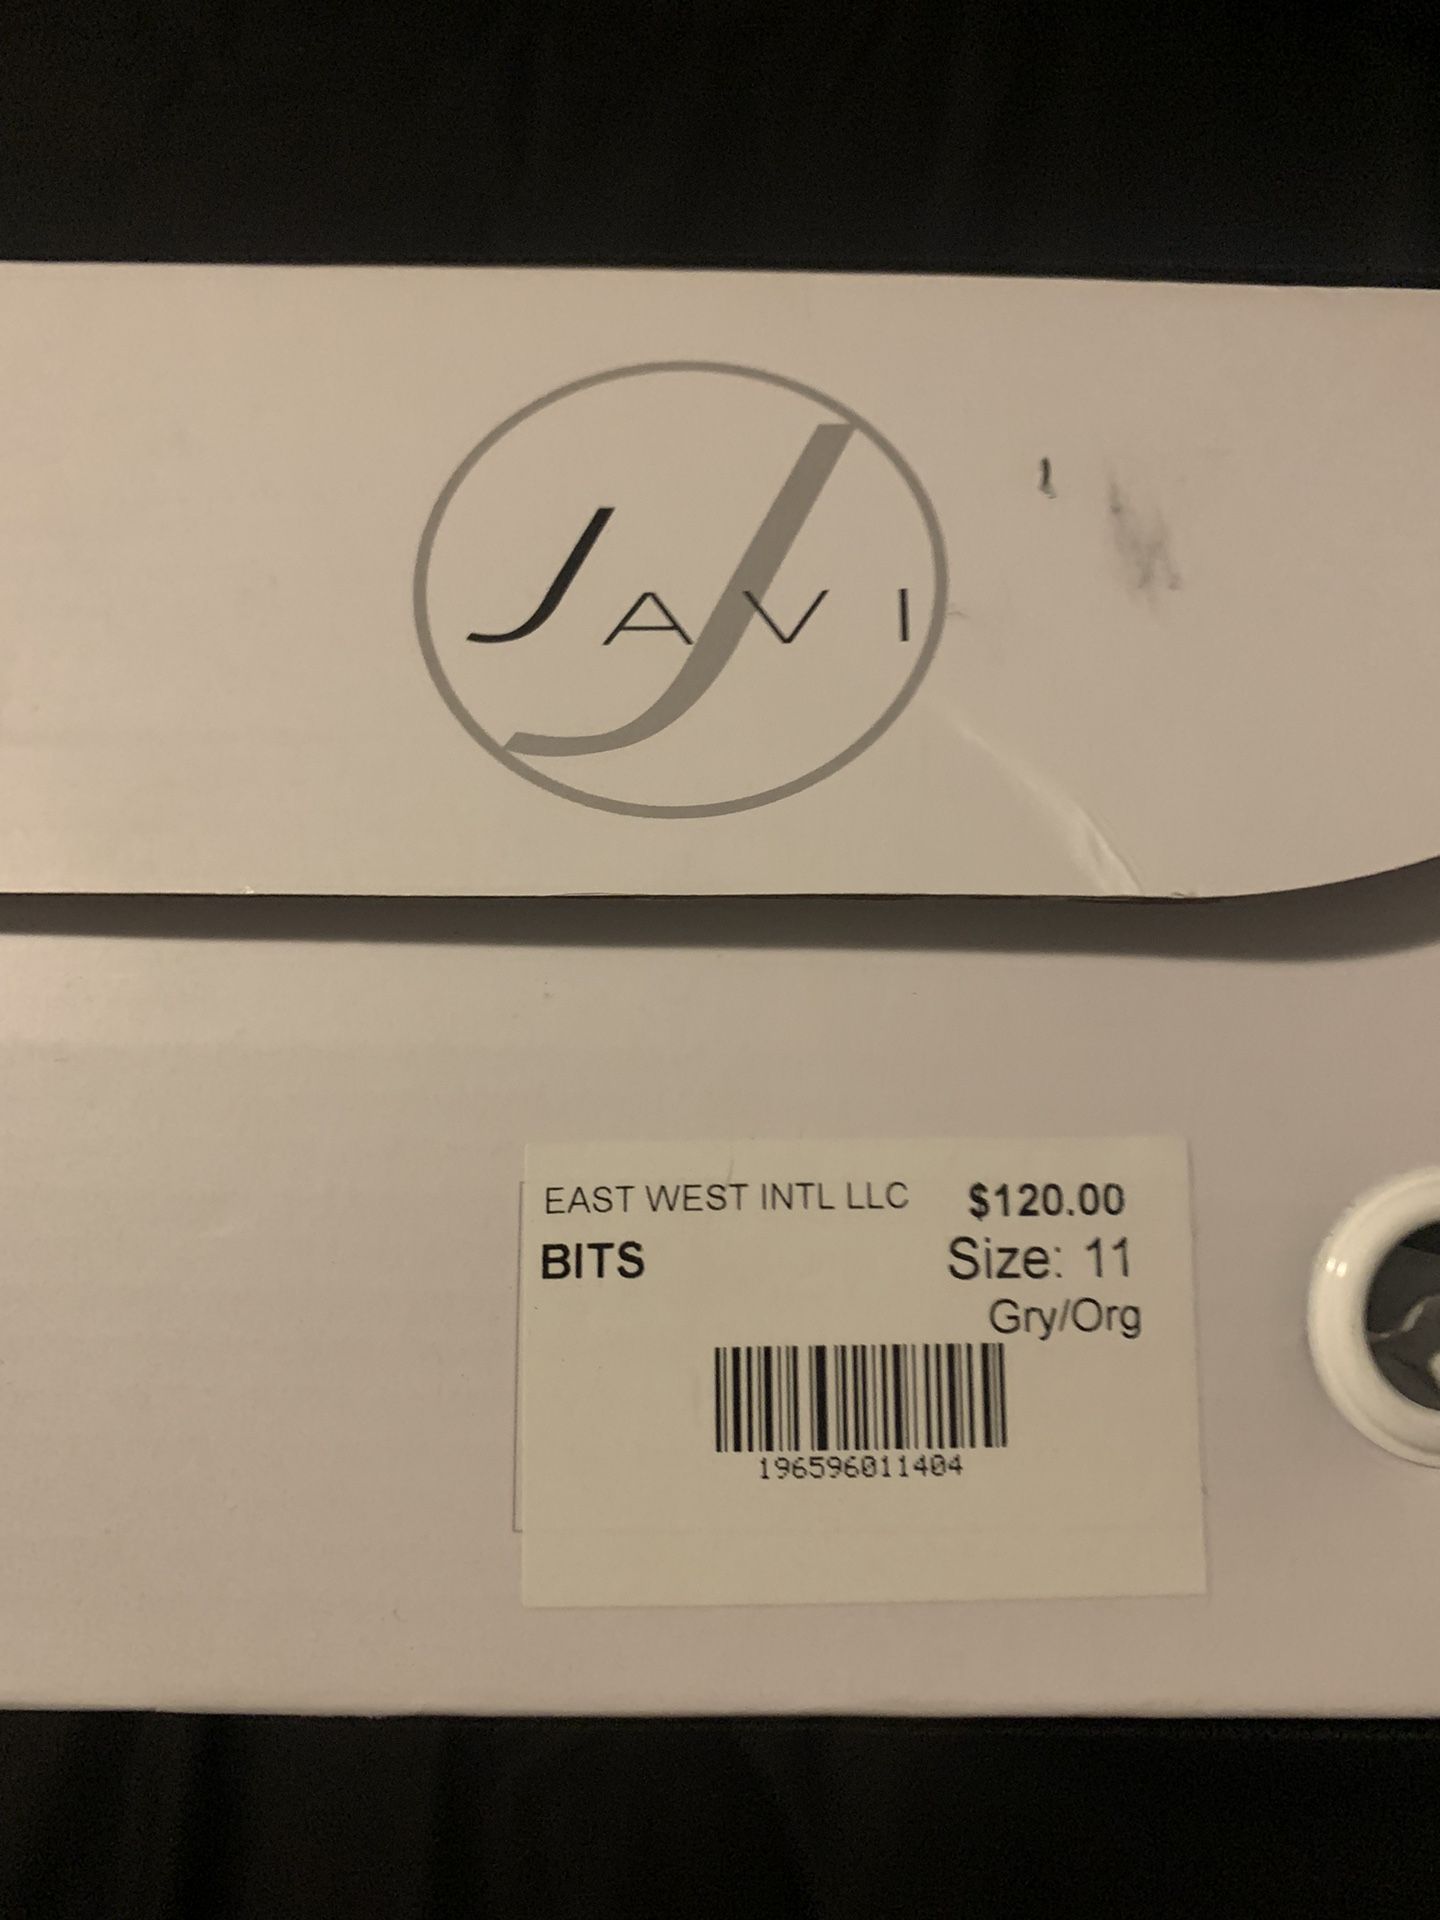 JAVI
EAST WEST INTL LLC $120.00
BITS Size: 11
Gry/Org
196596011404